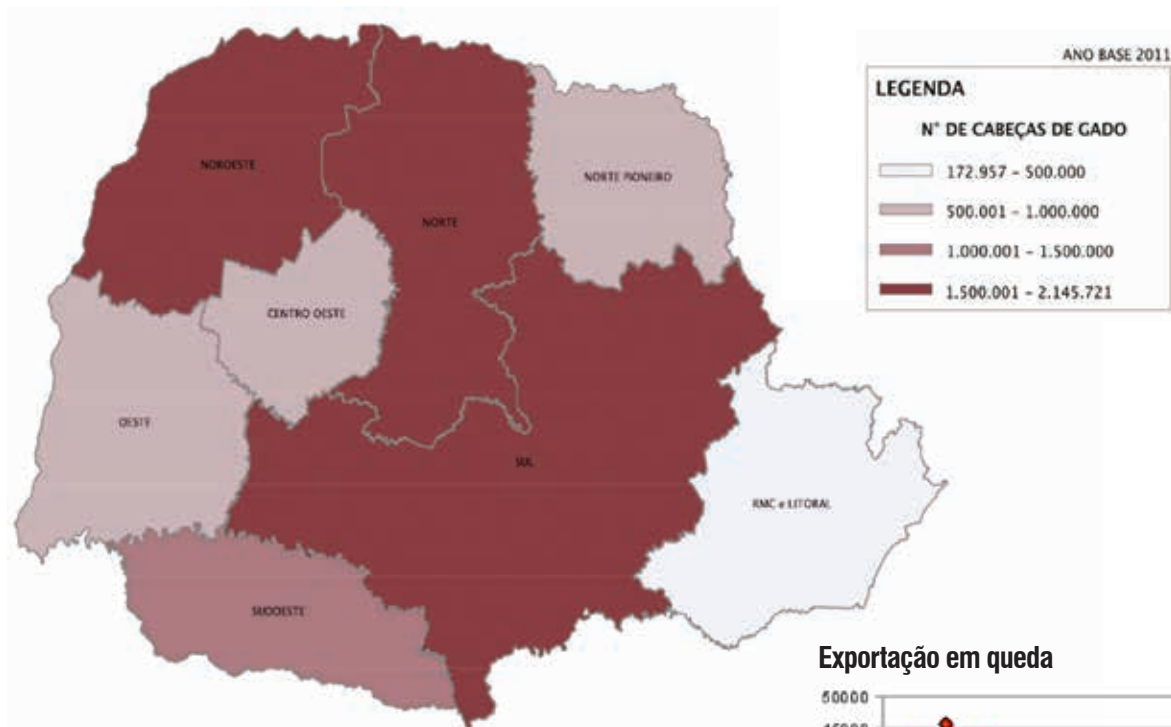 ANO BASE 2011
LEGENDA
N° DE CABEÇAS DE GADO
172.957 - 500.000
500.001 - 1.000.000
1.000.001 - 1.500.000
1.500.001 - 2.145.721
NOROESTE
NORTE
NORTE PIONEIRO
CENTRO OESTE
OESTE
SUL
RMC e LITORAL
SUDOESTE
Exportação em queda
50000